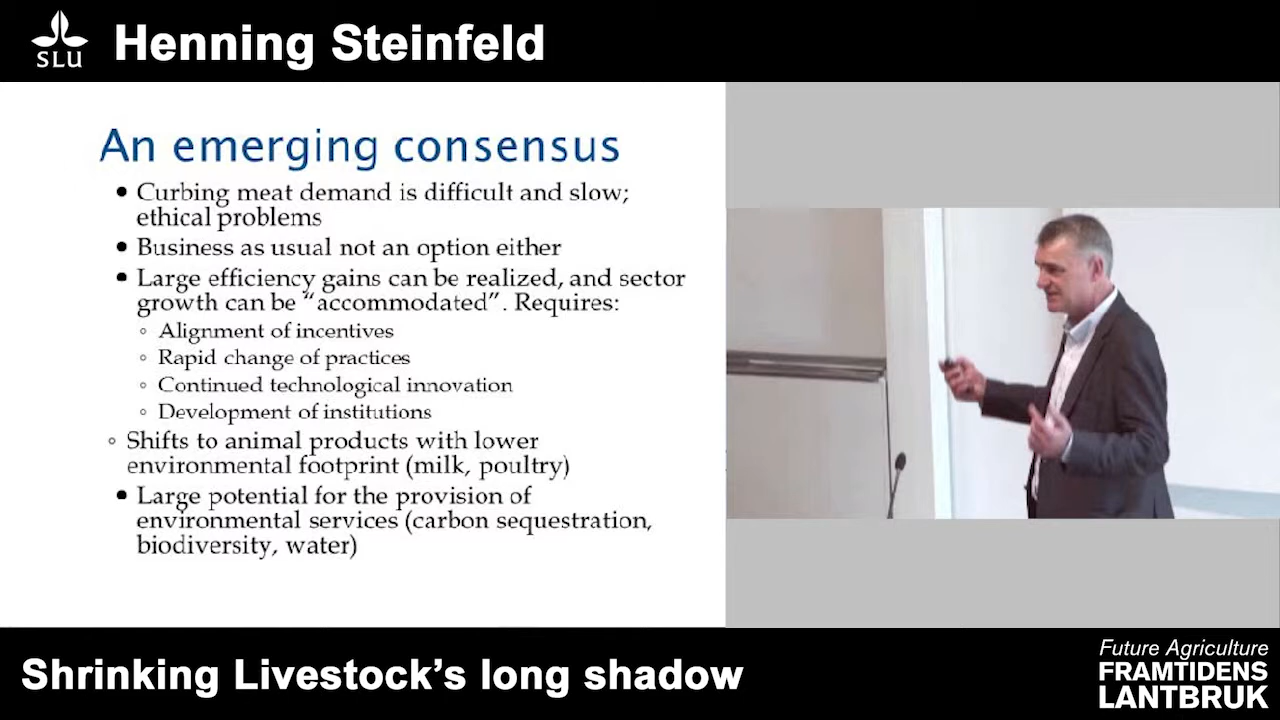 SLU
Henning Steinfeld
An emerging consensus
• Curbing meat demand is difficult and slow;
ethical problems
• Business as usual not an option either
• Large efficiency gains can be realized, and sector
growth can be “accommodated”. Requires:
◦ Alignment of incentives
◦ Rapid change of practices
◦ Continued technological innovation
◦ Development of institutions
◦ Shifts to animal products with lower
environmental footprint (milk, poultry)
• Large potential for the provision of
environmental services (carbon sequestration,
biodiversity, water)
Shrinking Livestock’s long shadow
Future Agriculture
FRAMTIDENS
LANTBRUK